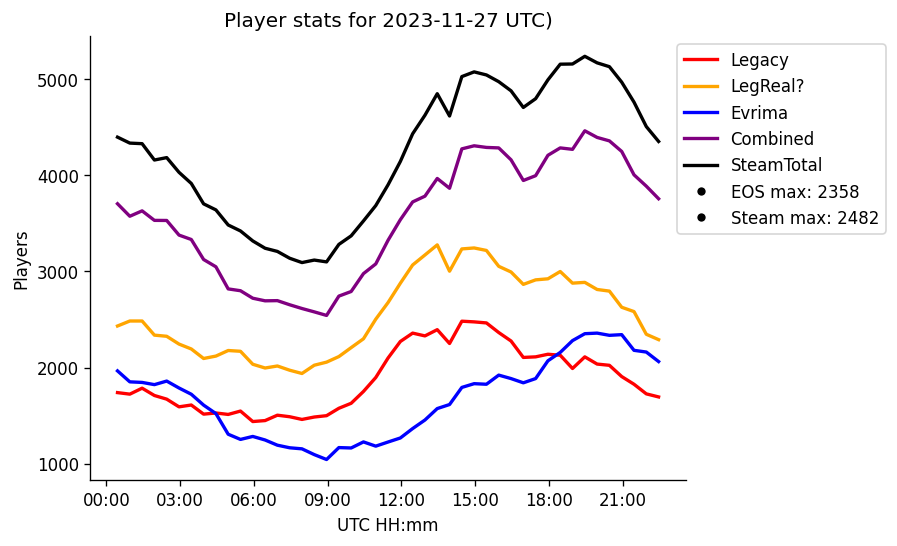 Player stats for 2023-11-27 UTC)
Legacy
LegReal?
Evrima
Combined
SteamTotal
EOS max: 2358
Steam max: 2482
5000
4000
3000
2000
1000
Players
00:00 03:00 06:00 09:00 12:00 15:00 18:00 21:00
UTC HH:mm